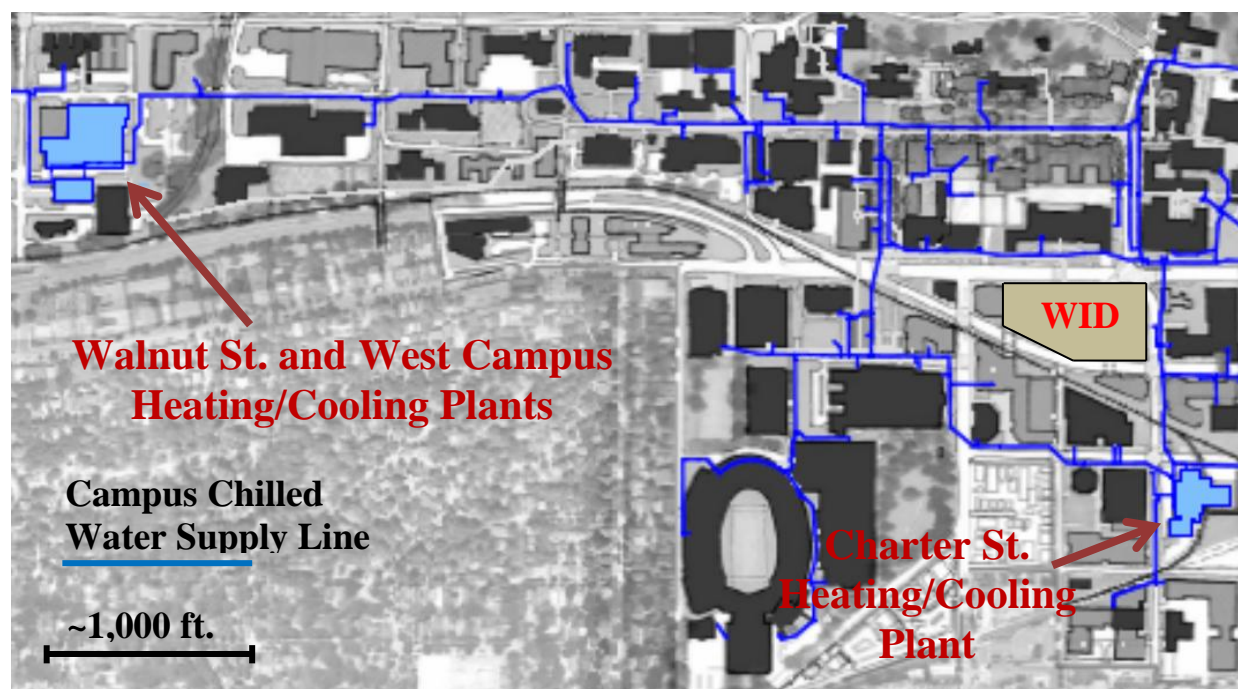 WID
Walnut St. and West Campus
Heating/Cooling Plants
Campus Chilled
Water Supply Line
~1,000 ft.
Charter St.
Heating/Cooling
Plant